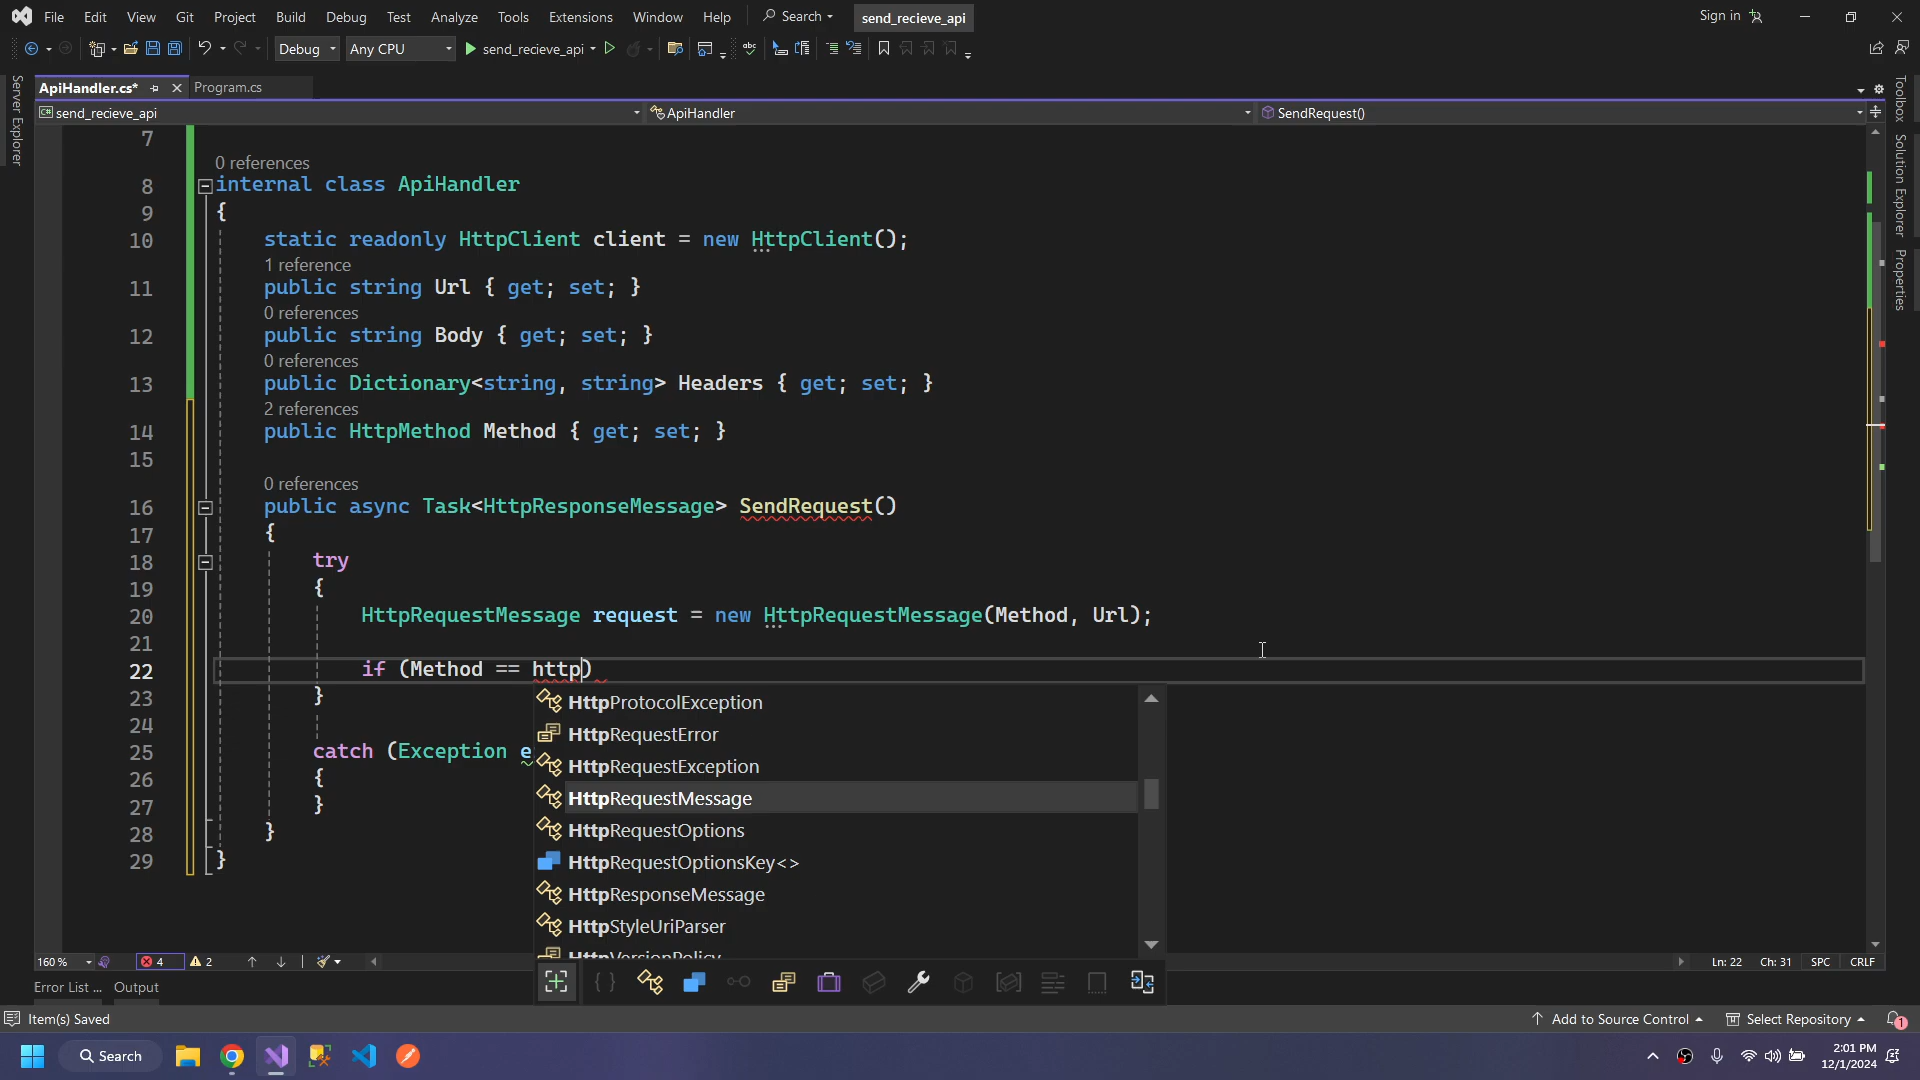 File Edit View Git Project Build Debug Test Analyze Tools Extensions Window Help Search send_recieve_api Sign in
Debug Any CPU send_recieve_api
ApiHandler.cs* Program.cs
send_recieve_api ApiHandler SendRequest()
Server Explorer
Toolbox
Solution Explorer
Properties
7
0 references
8 internal class ApiHandler
9 {
10 static readonly HttpClient client = new HttpClient();
1 reference
11 public string Url { get; set; }
0 references
12 public string Body { get; set; }
0 references
13 public Dictionary<string, string> Headers { get; set; }
2 references
14 public HttpMethod Method { get; set; }
15
0 references
16 public async Task<HttpResponseMessage> SendRequest()
17 {
18 try
19 {
20 HttpRequestMessage request = new HttpRequestMessage(Method, Url);
21
22 if (Method == http)
23 }
24
25 catch (Exception e
26 {
27 }
28 }
29 }
HttpProtocolException
HttpRequestError
HttpRequestException
HttpRequestMessage
HttpRequestOptions
HttpRequestOptionsKey<>
HttpResponseMessage
HttpStyleUriParser
HttpVersionPolicy
160 % 4 2 Ln: 22 Ch: 31 SPC CRLF
Error List ... Output
Item(s) Saved Add to Source Control Select Repository 1
Search 2:01 PM
12/1/2024